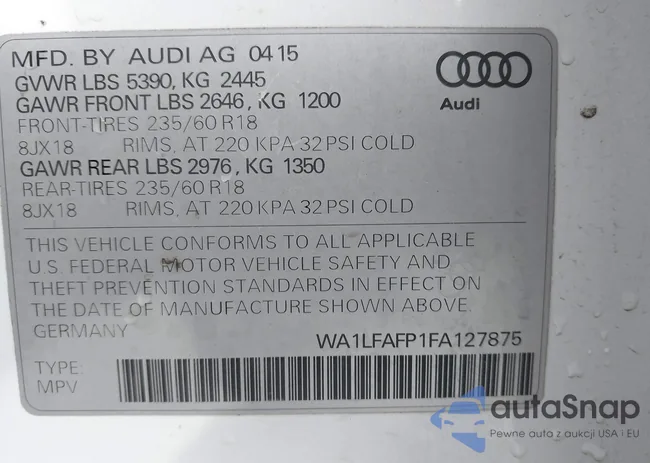 MFD. BY AUDI AG 04 15
GVWR LBS 5390, KG 2445
GAWR FRONT LBS 2646, KG 1200
FRONT-TIRES 235/60 R18
8JX18 RIMS, AT 220 KPA 32 PSI COLD
GAWR REAR LBS 2976, KG 1350
REAR-TIRES 235/60 R18
8JX18 RIMS, AT 220 KPA 32 PSI COLD
Audi
THIS VEHICLE CONFORMS TO ALL APPLICABLE
U.S. FEDERAL MOTOR VEHICLE SAFETY AND
THEFT PREVENTION STANDARDS IN EFFECT ON
THE DATE OF MANUFACTURE SHOWN ABOVE.
GERMANY
WA1LFAFP1FA127875
TYPE:
MPV
autaSnap
Pewne auta z aukcji USA i EU